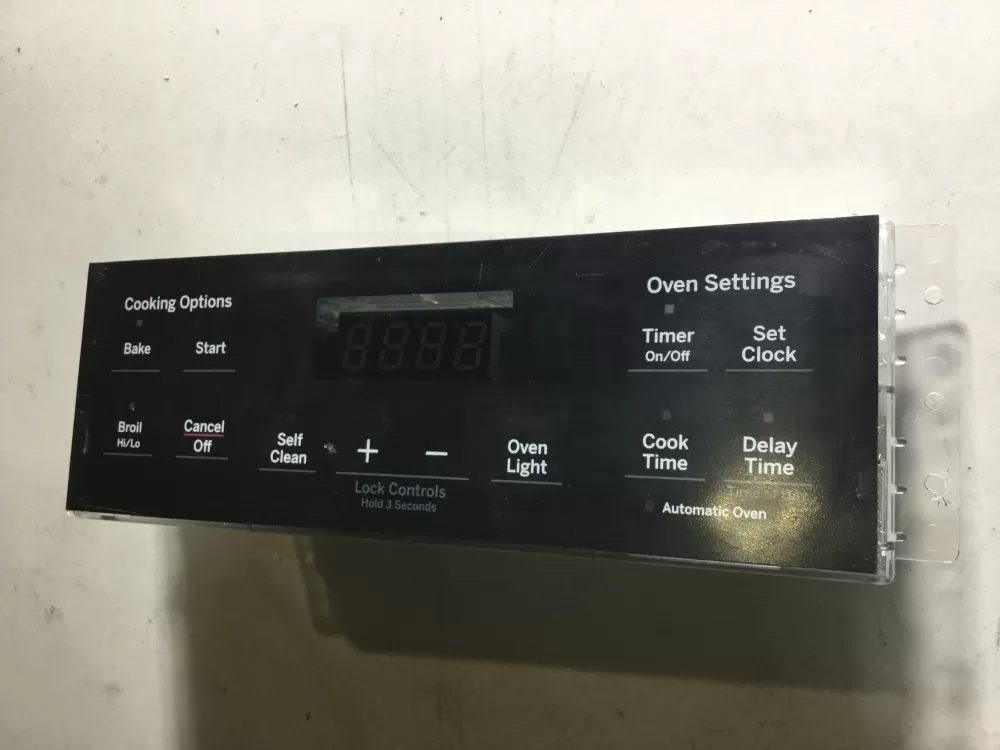 Cooking Options
Bake
Start
Broil
Hi/Lo
Cancel
Off
Self
Clean
+
−
Lock Controls
Hold 3 Seconds
Oven
Light
Oven Settings
Timer
On/Off
Set
Clock
Cook
Time
Delay
Time
Automatic Oven